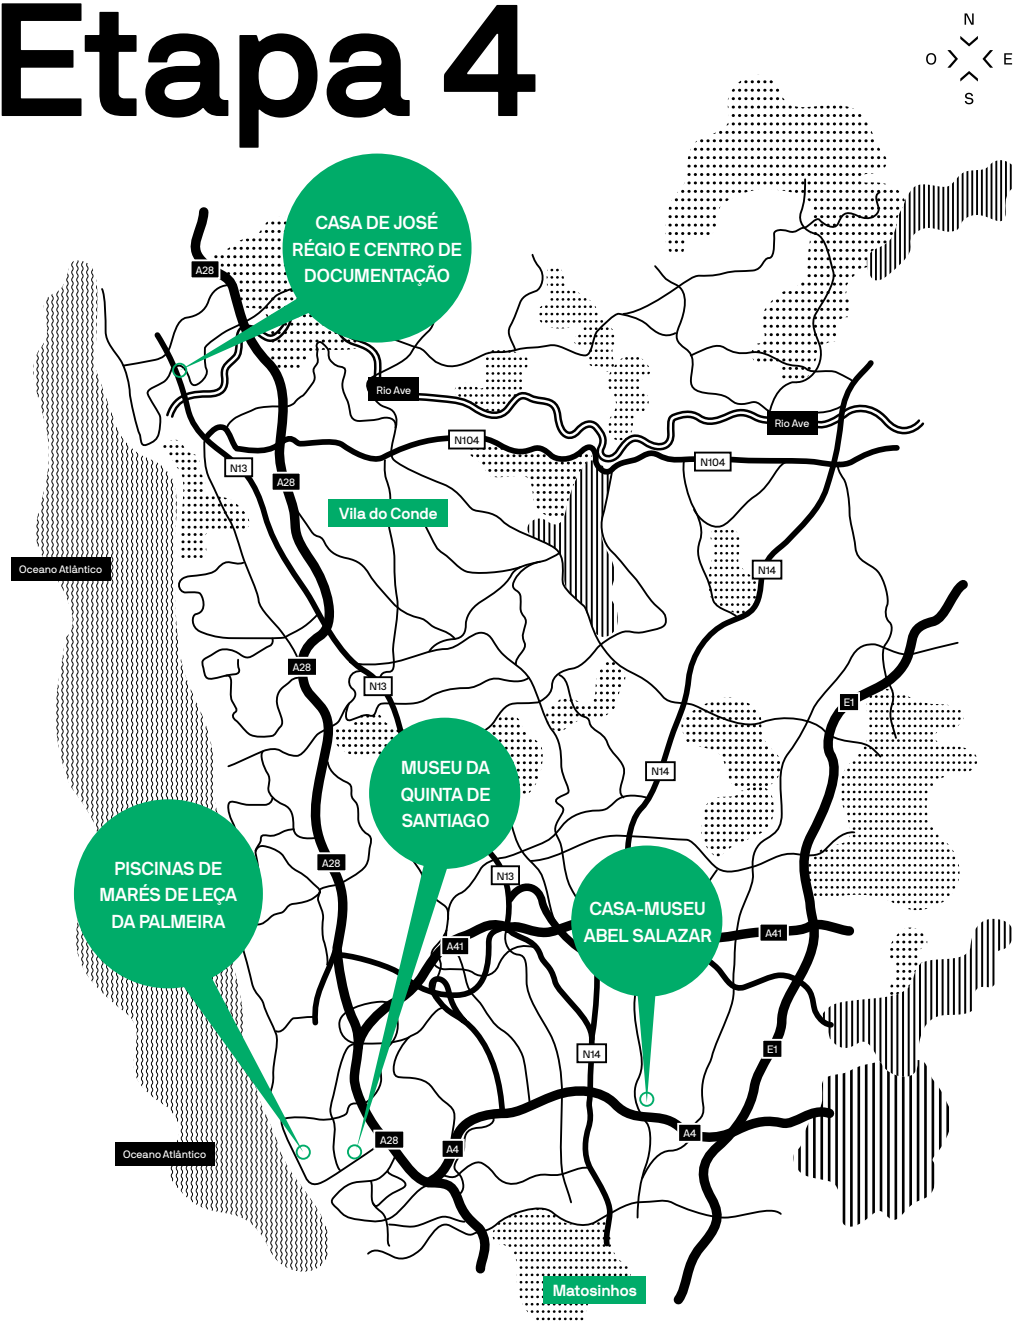 Etapa 4
N
O
E
S
CASA DE JOSÉ
RÉGIO E CENTRO DE
DOCUMENTAÇÃO
A28
Rio Ave
Rio Ave
N104
N104
N13
A28
Vila do Conde
Oceano Atlântico
N14
A28
N13
E1
MUSEU DA
QUINTA DE
SANTIAGO
N14
PISCINAS DE
MARÉS DE LEÇA
DA PALMEIRA
A28
N13
CASA-MUSEU
ABEL SALAZAR
A41
A41
N14
E1
A28
A4
A4
Oceano Atlântico
Matosinhos